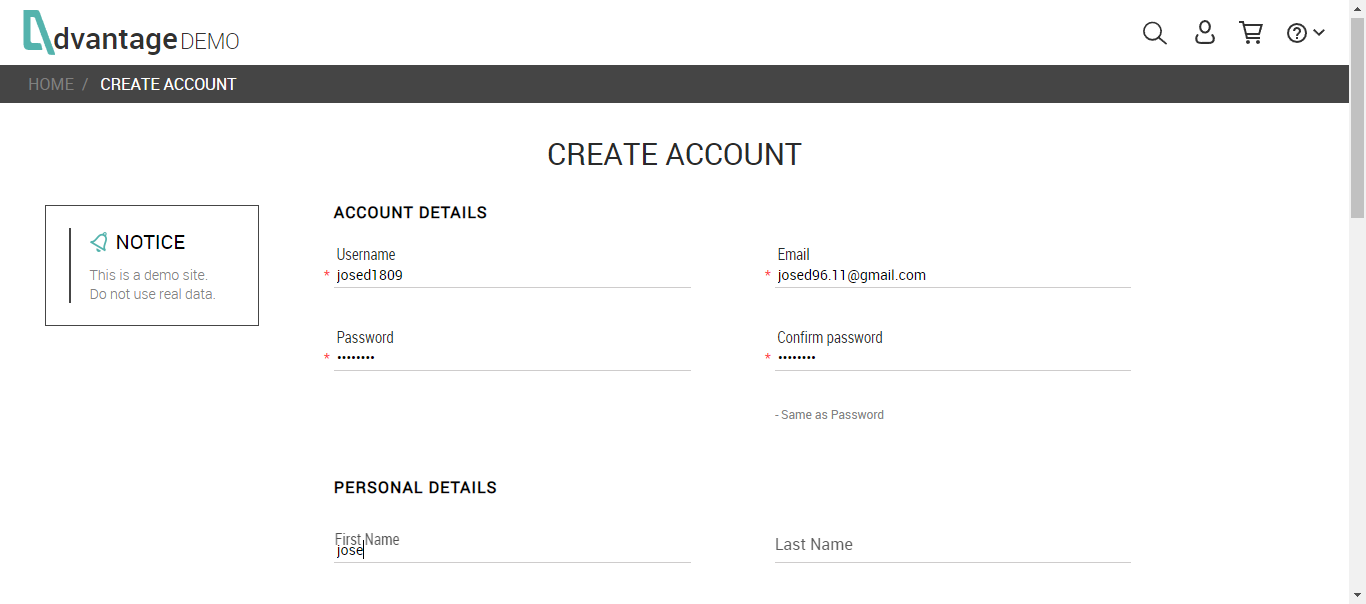 dvantage DEMO
HOME / CREATE ACCOUNT
CREATE ACCOUNT
NOTICE
This is a demo site.
Do not use real data.
ACCOUNT DETAILS
Username
* josed1809
Email
* josed96.11@gmail.com
Password
* ••••••••
Confirm password
* ••••••••
- Same as Password
PERSONAL DETAILS
First Name
jose
Last Name